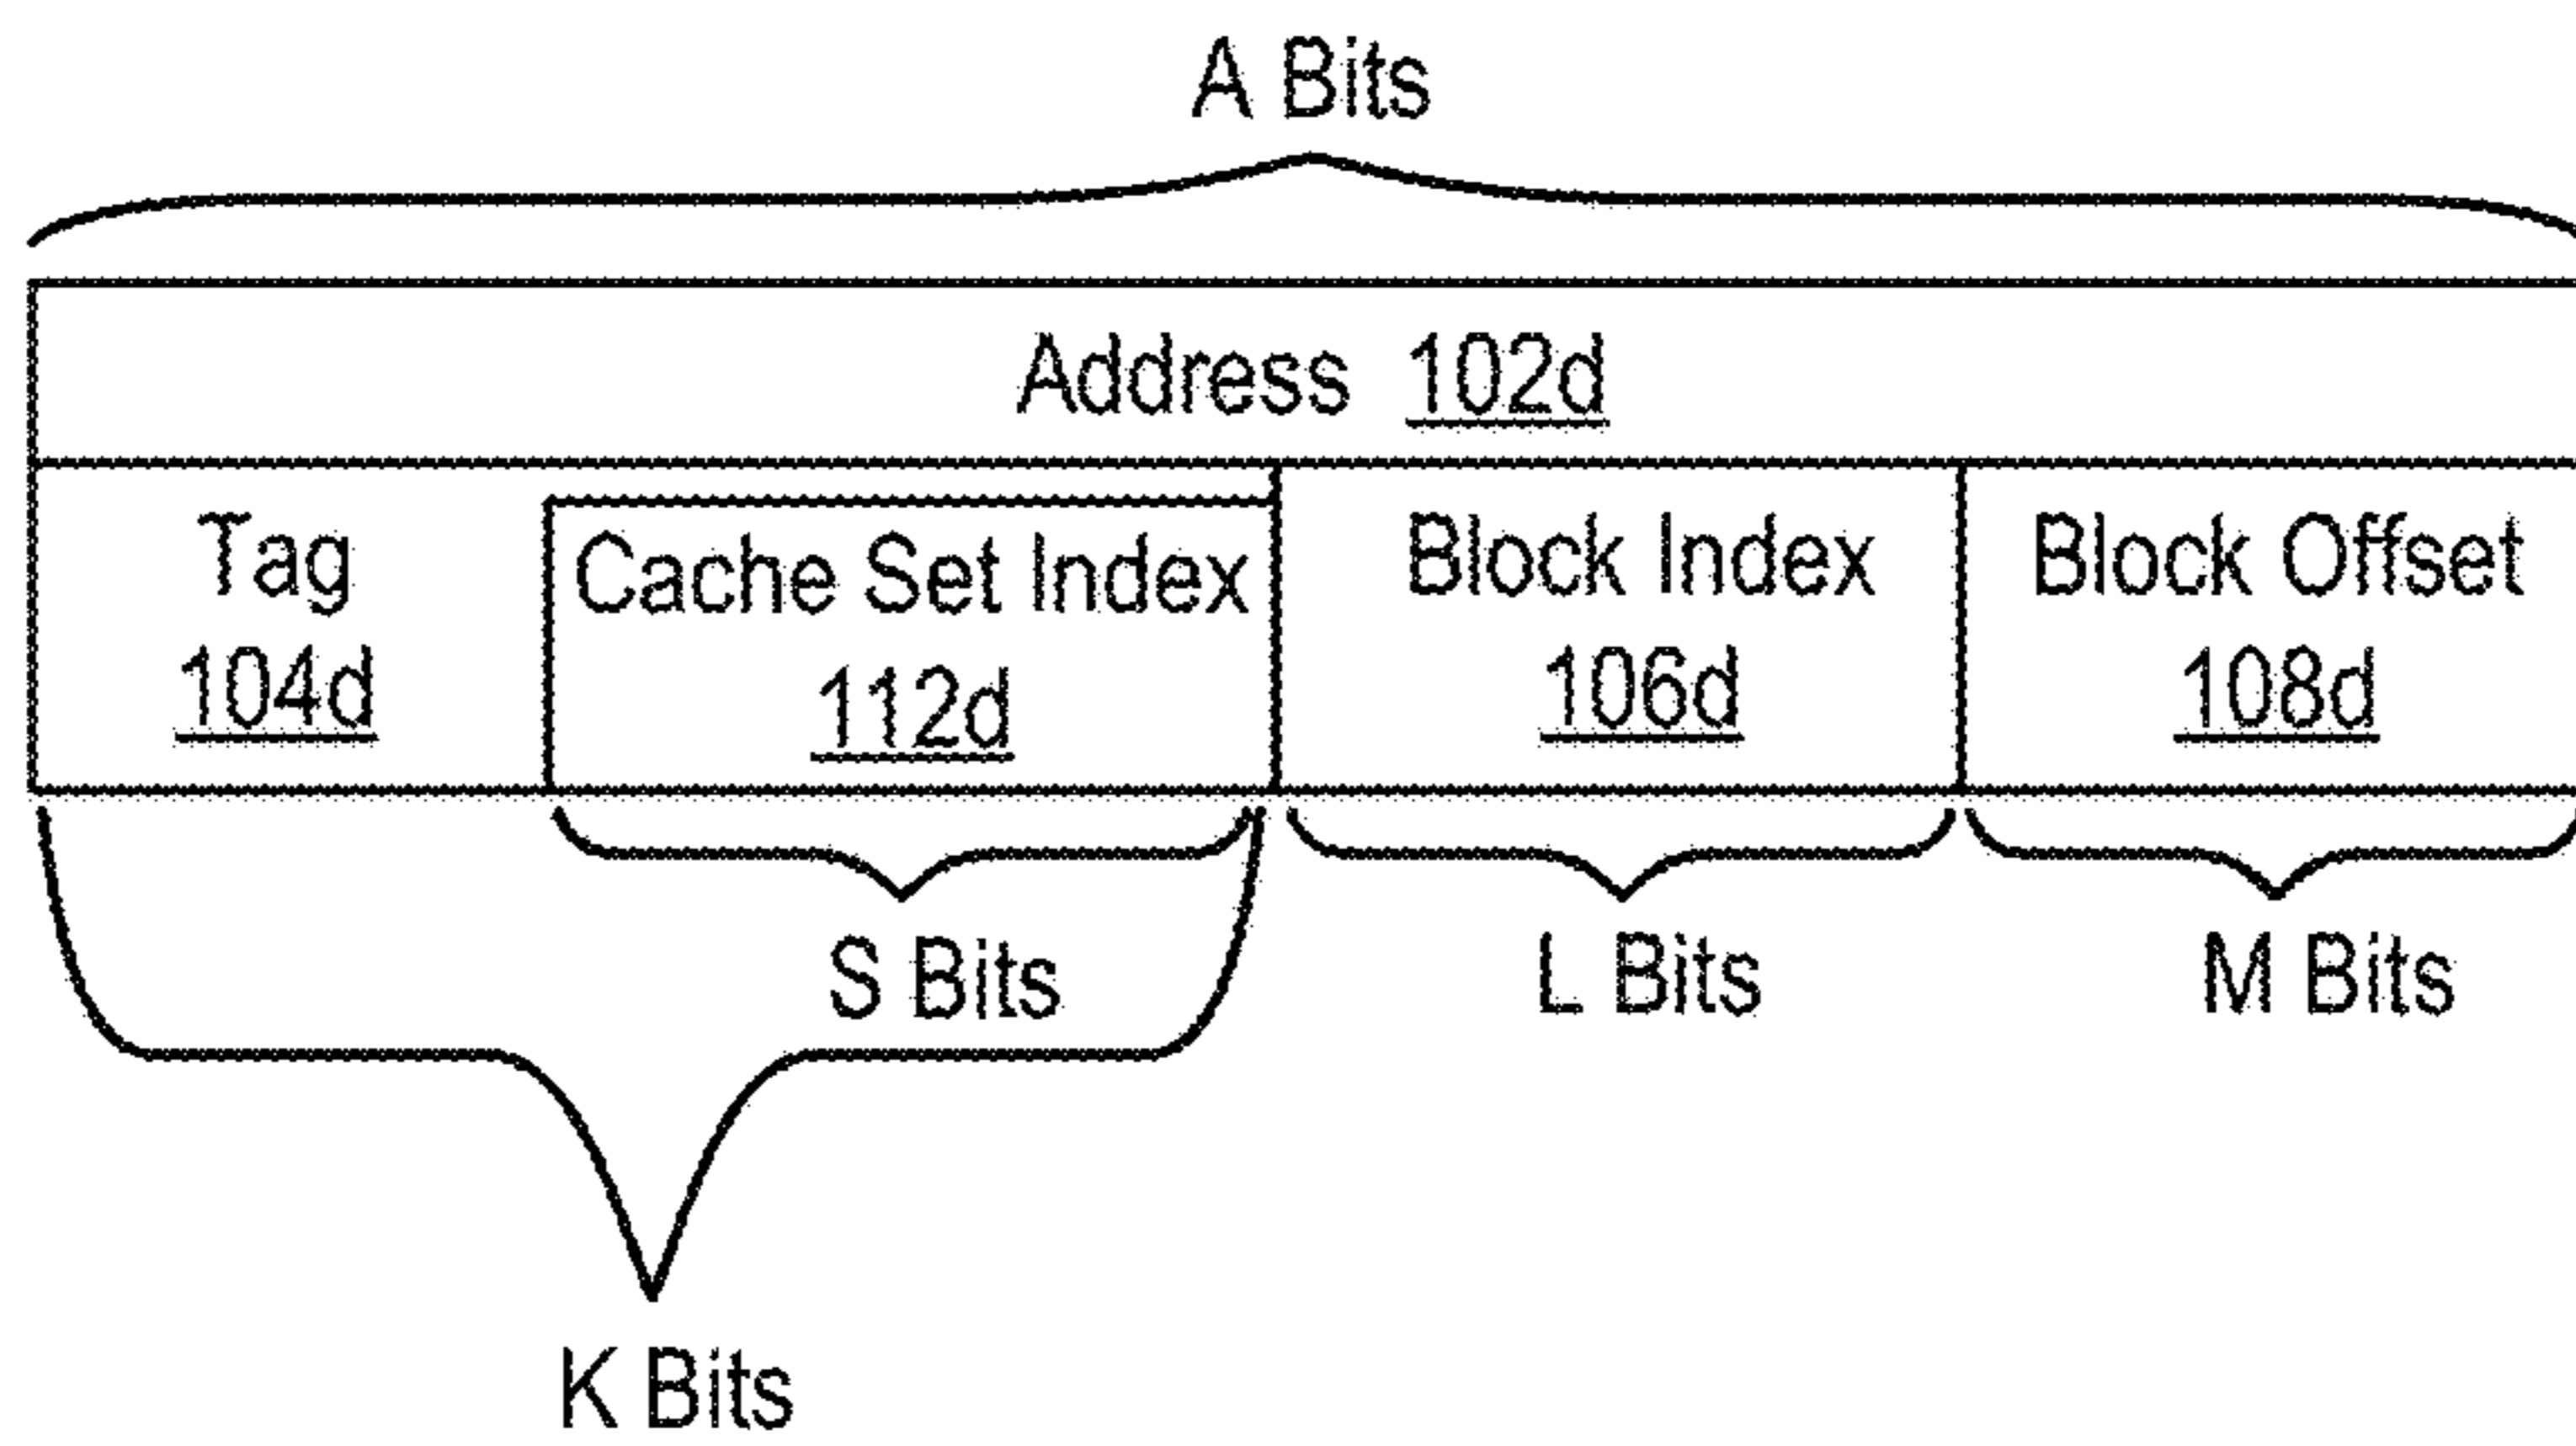 A Bits
Address 102d
Tag
104d
Cache Set Index
112d
Block Index
106d
Block Offset
108d
S Bits
L Bits
M Bits
K Bits